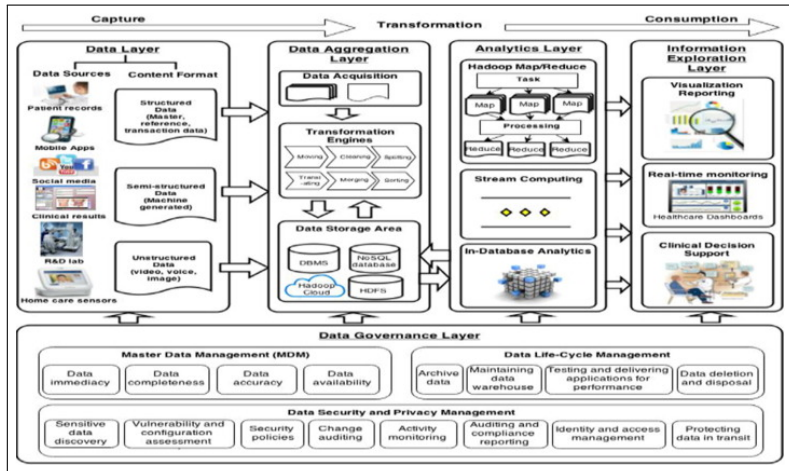 Capture
Transformation
Consumption
Data Layer
Data Sources
Content Format
Patient records
Mobile Apps
You
Social media
Clinical results
R&D lab
Home care sensors
Structured
Data
(Master,
reference,
transaction data)
Semi-structured
Data
(Machine
generated)
Unstructured
Data
(video, voice,
image)
Data Aggregation
Layer
Data Acquisition
Transformation
Engines
Moving
Cleaning
Splitting
Transl
ating
Merging
Sorting
Data Storage Area
DBMS
NoSQL
database
Hadoop
Cloud
HDFS
Analytics Layer
Hadoop Map/Reduce
Task
Map
Map
Map
Processing
Reduce
Reduce
Reduce
Stream Computing
In-Database Analytics
Information
Exploration
Layer
Visualization
Reporting
Real-time monitoring
Healthcare Dashboards
Clinical Decision
Support
Data Governance Layer
Master Data Management (MDM)
Data
immediacy
Data
completeness
Data
accuracy
Data
availability
Data Life-Cycle Management
Archive
data
Maintaining
data
warehouse
Testing and delivering
applications for
performance
Data deletion
and disposal
Data Security and Privacy Management
Sensitive
data
discovery
Vulnerability and
configuration
assessment
Security
policies
Change
auditing
Activity
monitoring
Auditing and
compliance
reporting
Identity and access
management
Protecting
data in transit